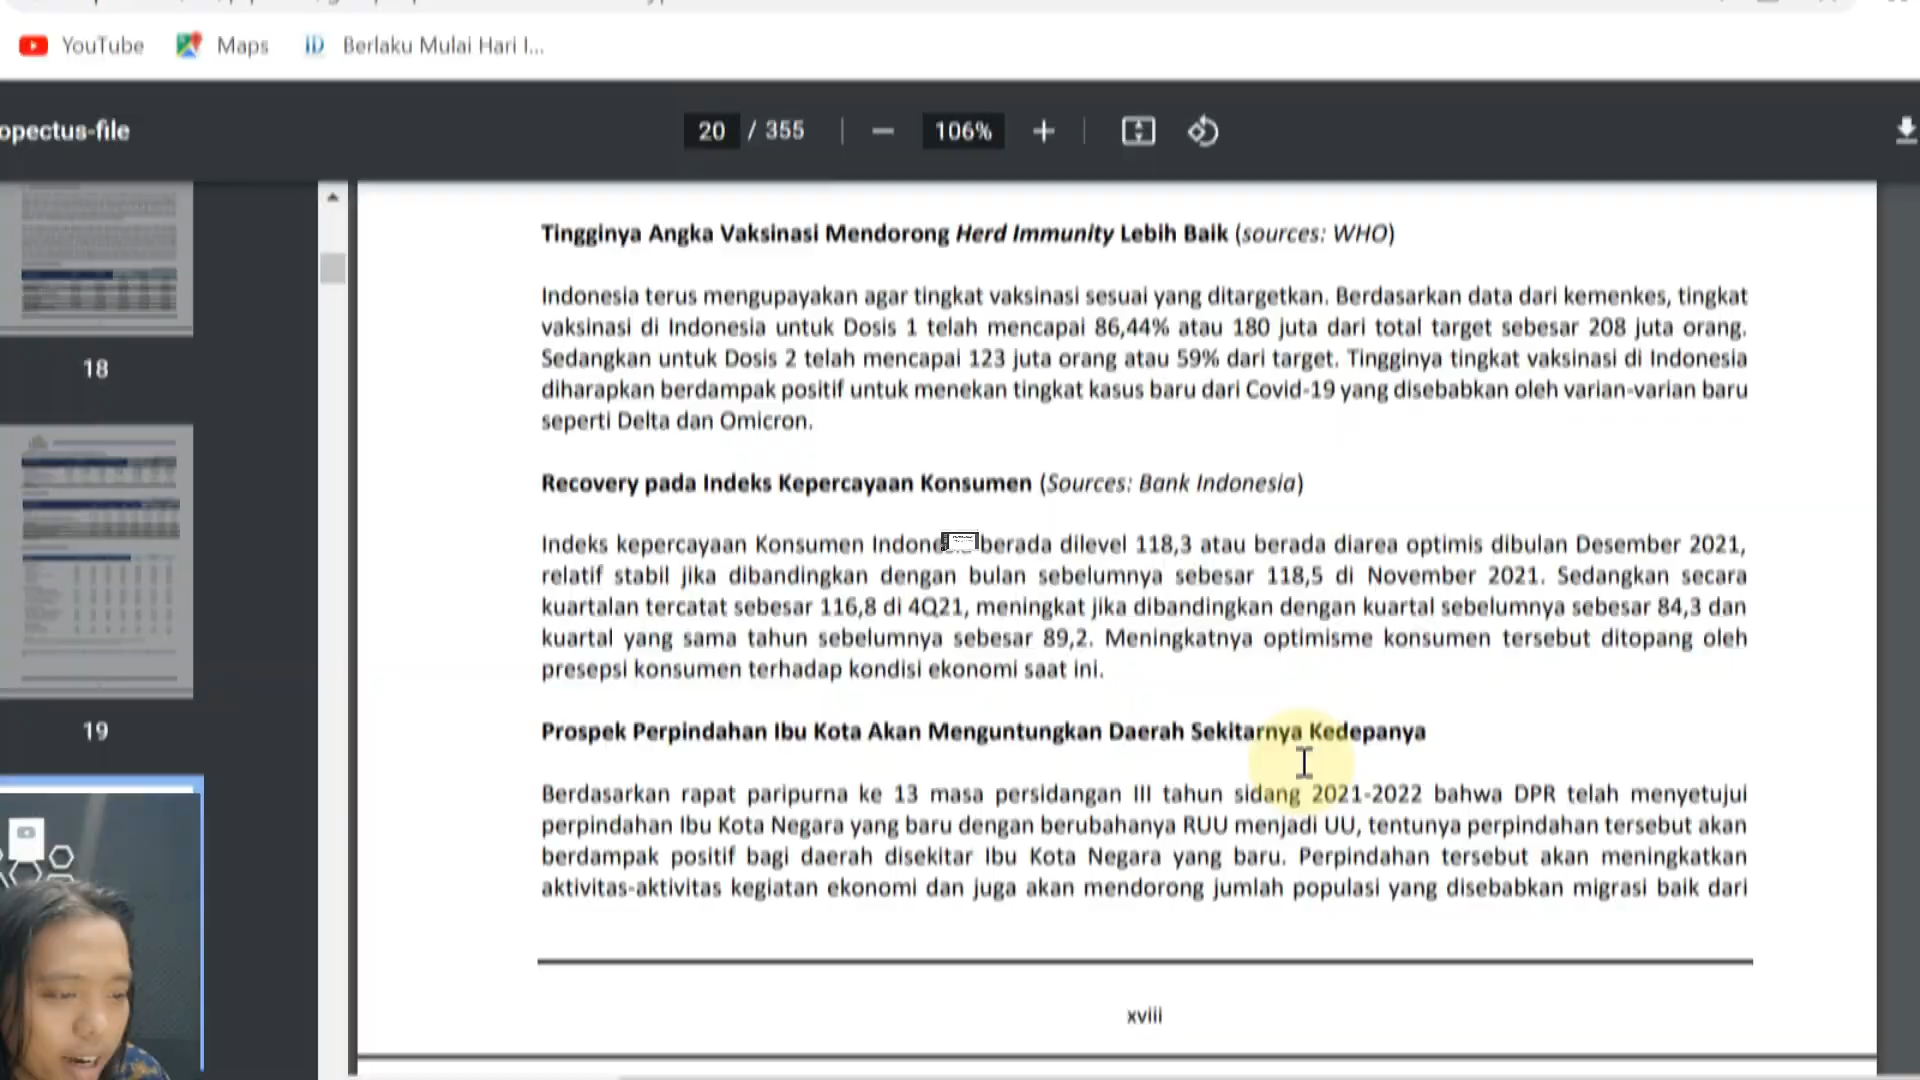 YouTube Maps Berlaku Mulai Hari I...
opectus-file 20 / 355 106%
18
19
Tingginya Angka Vaksinasi Mendorong Herd Immunity Lebih Baik (sources: WHO)
Indonesia terus mengupayakan agar tingkat vaksinasi sesuai yang ditargetkan. Berdasarkan data dari kemenkes, tingkat
vaksinasi di Indonesia untuk Dosis 1 telah mencapai 86,44% atau 180 juta dari total target sebesar 208 juta orang.
Sedangkan untuk Dosis 2 telah mencapai 123 juta orang atau 59% dari target. Tingginya tingkat vaksinasi di Indonesia
diharapkan berdampak positif untuk menekan tingkat kasus baru dari Covid-19 yang disebabkan oleh varian-varian baru
seperti Delta dan Omicron.
Recovery pada Indeks Kepercayaan Konsumen (Sources: Bank Indonesia)
Indeks kepercayaan Konsumen Indone berada dilevel 118,3 atau berada diarea optimis dibulan Desember 2021,
relatif stabil jika dibandingkan dengan bulan sebelumnya sebesar 118,5 di November 2021. Sedangkan secara
kuartalan tercatat sebesar 116,8 di 4Q21, meningkat jika dibandingkan dengan kuartal sebelumnya sebesar 84,3 dan
kuartal yang sama tahun sebelumnya sebesar 89,2. Meningkatnya optimisme konsumen tersebut ditopang oleh
presepsi konsumen terhadap kondisi ekonomi saat ini.
Prospek Perpindahan Ibu Kota Akan Menguntungkan Daerah Sekitarnya Kedepanya
Berdasarkan rapat paripurna ke 13 masa persidangan III tahun sidang 2021-2022 bahwa DPR telah menyetujui
perpindahan Ibu Kota Negara yang baru dengan berubahanya RUU menjadi UU, tentunya perpindahan tersebut akan
berdampak positif bagi daerah disekitar Ibu Kota Negara yang baru. Perpindahan tersebut akan meningkatkan
aktivitas-aktivitas kegiatan ekonomi dan juga akan mendorong jumlah populasi yang disebabkan migrasi baik dari
xviii